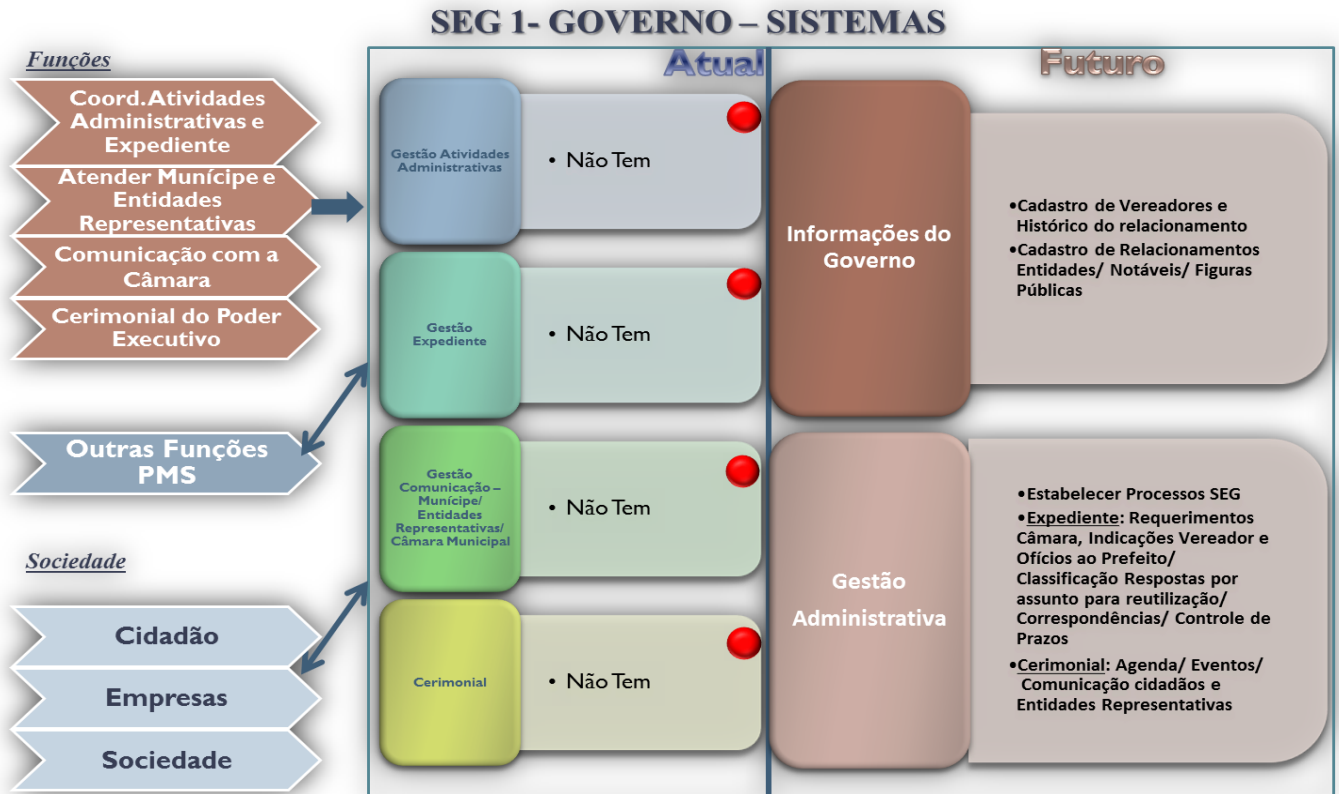 SEG 1- GOVERNO – SISTEMAS
Funções
Coord.Atividades
Administrativas e
Expediente
Atender Munícipe e
Entidades
Representativas
Comunicação com a
Câmara
Cerimonial do Poder
Executivo
Outras Funções
PMS
Sociedade
Cidadão
Empresas
Sociedade
Atual
Gestão Atividades
Administrativas
• Não Tem
Gestão
Expediente
• Não Tem
Gestão
Comunicação –
Munícipe/
Entidades
Representativas/
Câmara Municipal
• Não Tem
Cerimonial
• Não Tem
Futuro
Informações do
Governo
•Cadastro de Vereadores e
Histórico do relacionamento
•Cadastro de Relacionamentos
Entidades/ Notáveis/ Figuras
Públicas
Gestão
Administrativa
•Estabelecer Processos SEG
•Expediente: Requerimentos
Câmara, Indicações Vereador e
Ofícios ao Prefeito/
Classificação Respostas por
assunto para reutilização/
Correspondências/ Controle de
Prazos
•Cerimonial: Agenda/ Eventos/
Comunicação cidadãos e
Entidades Representativas